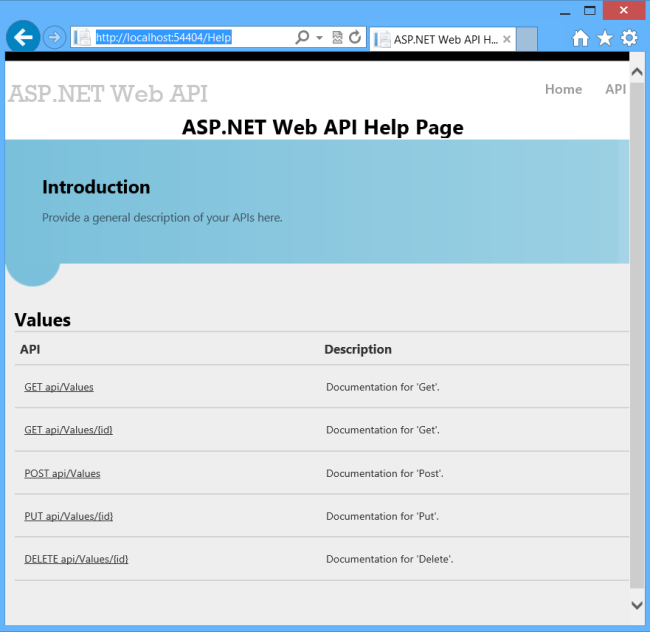 http://localhost:54404/Help
ASP.NET Web API H...
ASP.NET Web API
Home API
ASP.NET Web API Help Page
Introduction
Provide a general description of your APIs here.
Values
API Description
GET api/Values Documentation for 'Get'.
GET api/Values/{id} Documentation for 'Get'.
POST api/Values Documentation for 'Post'.
PUT api/Values/{id} Documentation for 'Put'.
DELETE api/Values/{id} Documentation for 'Delete'.